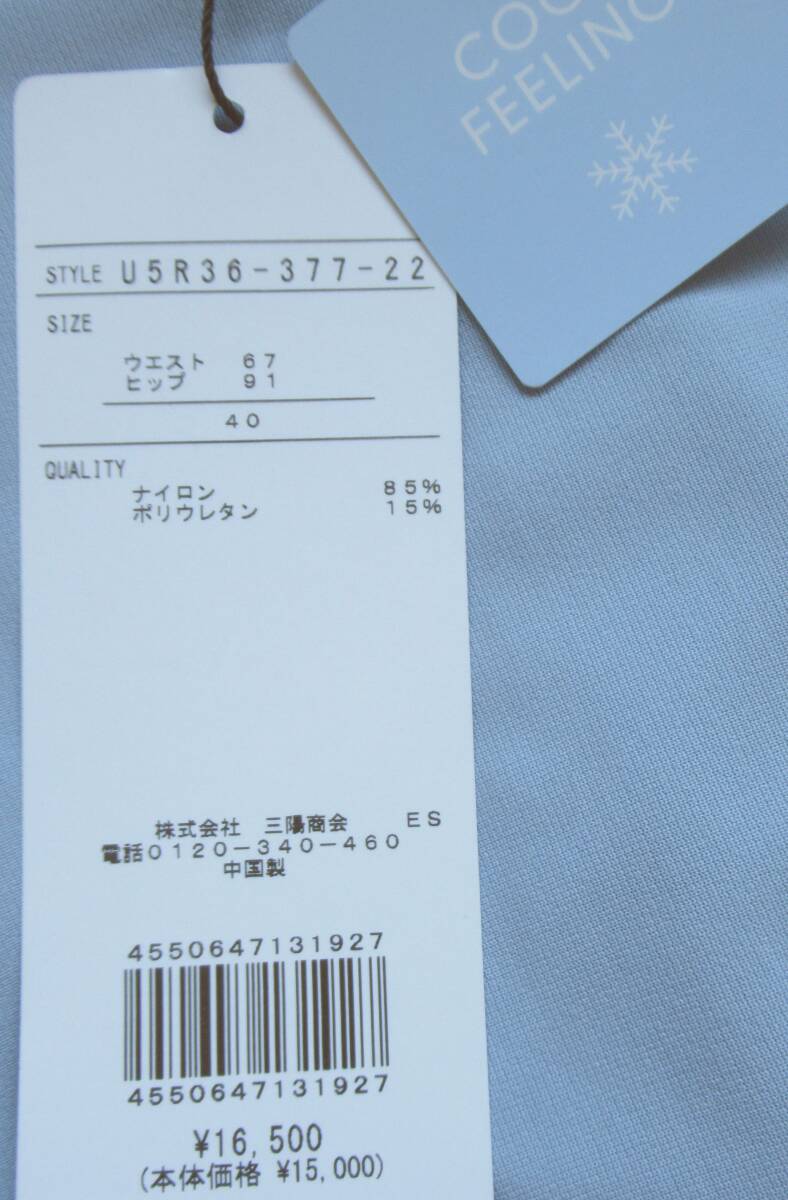 COO
FEELING
STYLE U5R36-377-22
SIZE
ウエスト 67
ヒップ 91
40
QUALITY
ナイロン 85%
ポリウレタン 15%
株式会社 三陽商会 ES
電話0120-340-460
中国製
4550647131927
4550647131927
¥16,500
(本体価格 ¥15,000)